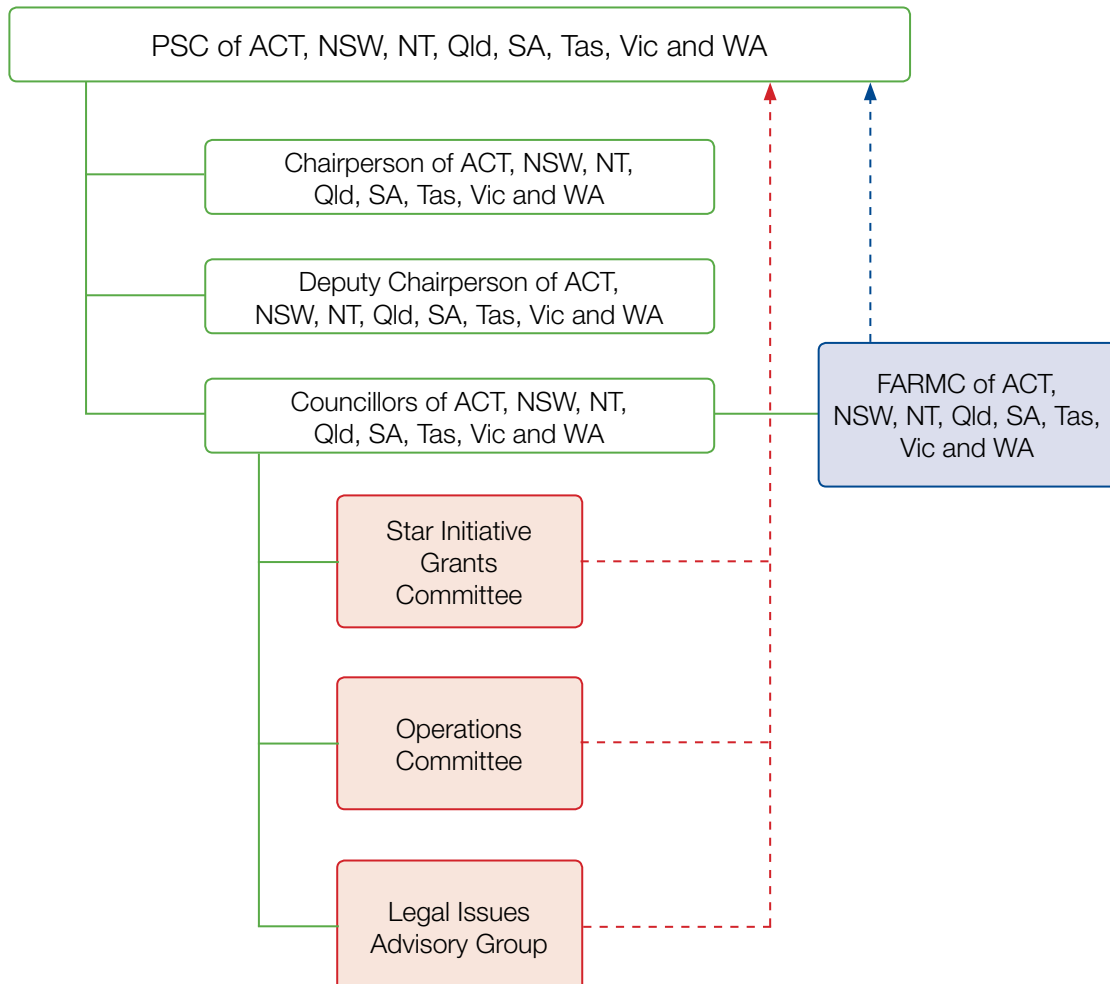 PSC of ACT, NSW, NT, Qld, SA, Tas, Vic and WA
Chairperson of ACT, NSW, NT,
Qld, SA, Tas, Vic and WA
Deputy Chairperson of ACT,
NSW, NT, Qld, SA, Tas, Vic and WA
Councillors of ACT, NSW, NT,
Qld, SA, Tas, Vic and WA
FARMC of ACT,
NSW, NT, Qld, SA, Tas,
Vic and WA
Star Initiative
Grants
Committee
Operations
Committee
Legal Issues
Advisory Group